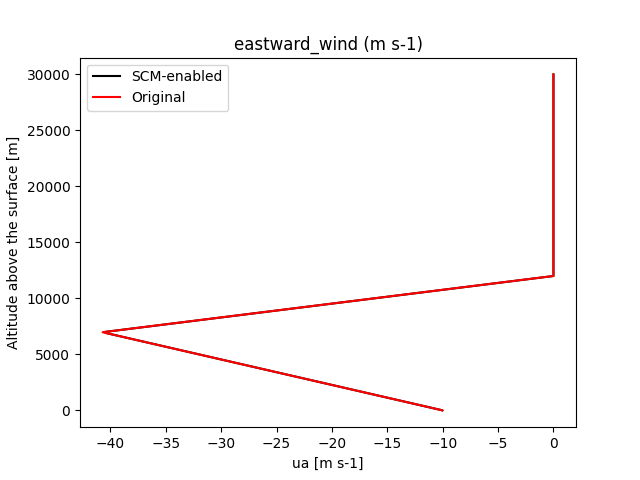 eastward_wind (m s-1)
SCM-enabled
Original
Altitude above the surface [m]
30000
25000
20000
15000
10000
5000
0
−40 −35 −30 −25 −20 −15 −10 −5 0
ua [m s-1]